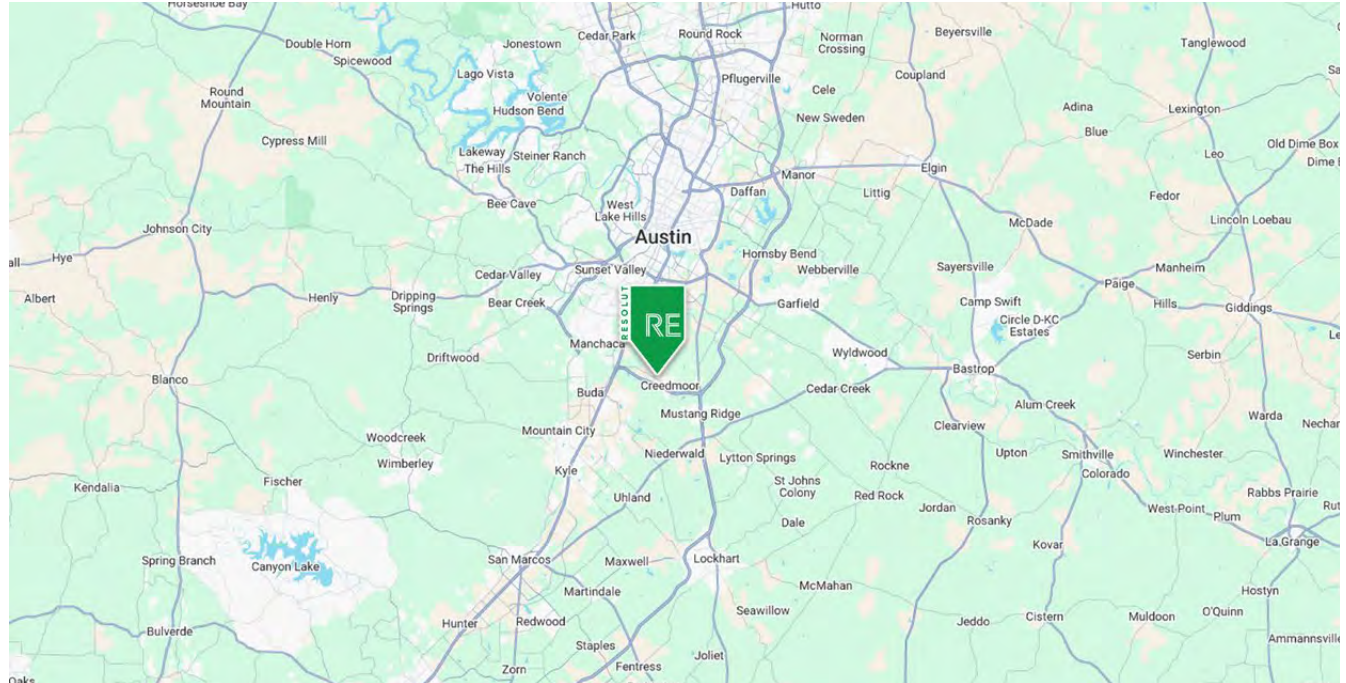 Horseshoe Bay
Hutto
Double Horn
Spicewood
Jonestown
Cedar Park
Round Rock
Norman
Crossing
Beyersville
Tanglewood
Lago Vista
Pflugerville
Coupland
Round
Mountain
Volente
Hudson Bend
Cele
New Sweden
Adina
Blue
Lexington
Cypress Mill
Lakeway
The Hills
Steiner Ranch
Old Dime Box
Leo
Dime
Manor
Elgin
Daffan
Littig
Fedor
Bee Cave
West
Lake Hills
McDade
Lincoln Loebau
Johnson City
Austin
Hye
Hornsby Bend
Webberville
Sayersville
Manheim
Cedar Valley
Sunset Valley
Paige
Hills
Albert
Henly
Dripping
Springs
Bear Creek
Garfield
Camp Swift
Circle D-KC
Estates
Giddings
RESOLUT
RE
Manchaca
Driftwood
Wyldwood
Bastrop
Serbin
Blanco
Creedmoor
Cedar Creek
Buda
Mustang Ridge
Alum Creek
Warda
Clearview
Mountain City
Woodcreek
Wimberley
Niederwald
Lytton Springs
Rockne
Upton
Smithville
Winchester
Colorado
Kyle
Kendalia
Fischer
St Johns
Colony
Red Rock
Uhland
Jordan
Rabbs Prairie
Rosanky
West Point
Plum
Dale
La Grange
Kovar
Spring Branch
Canyon Lake
San Marcos
Maxwell
Lockhart
McMahan
Martindale
Hostyn
Hunter
Redwood
Seawillow
Jeddo
Cistern
Muldoon
O'Quinn
Bulverde
Staples
Joliet
Ammannsville
Zorn
Fentress
Oaks